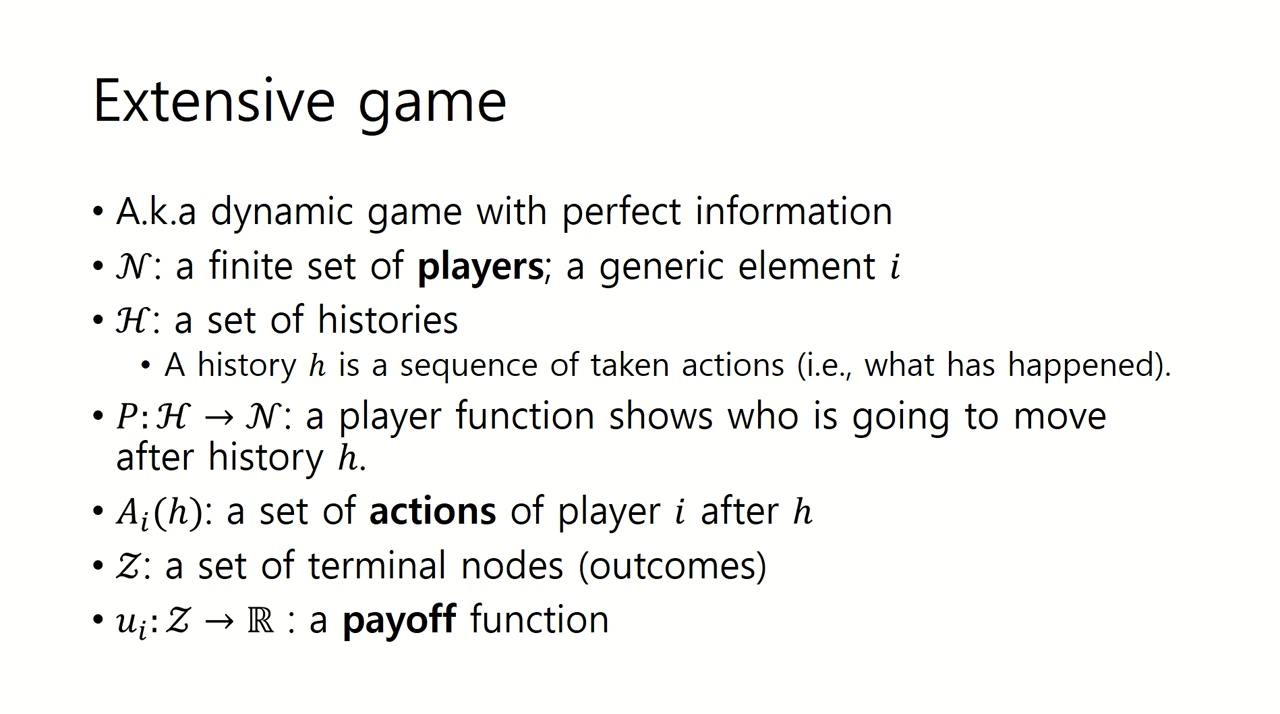 Extensive game
• A.k.a dynamic game with perfect information
• 𝒩: a finite set of players; a generic element 𝑖
• ℋ: a set of histories
• A history ℎ is a sequence of taken actions (i.e., what has happened).
• 𝑃: ℋ → 𝒩: a player function shows who is going to move
after history ℎ.
• 𝐴ᵢ(ℎ): a set of actions of player 𝑖 after ℎ
• 𝒵: a set of terminal nodes (outcomes)
• 𝑢ᵢ: 𝒵 → ℝ : a payoff function